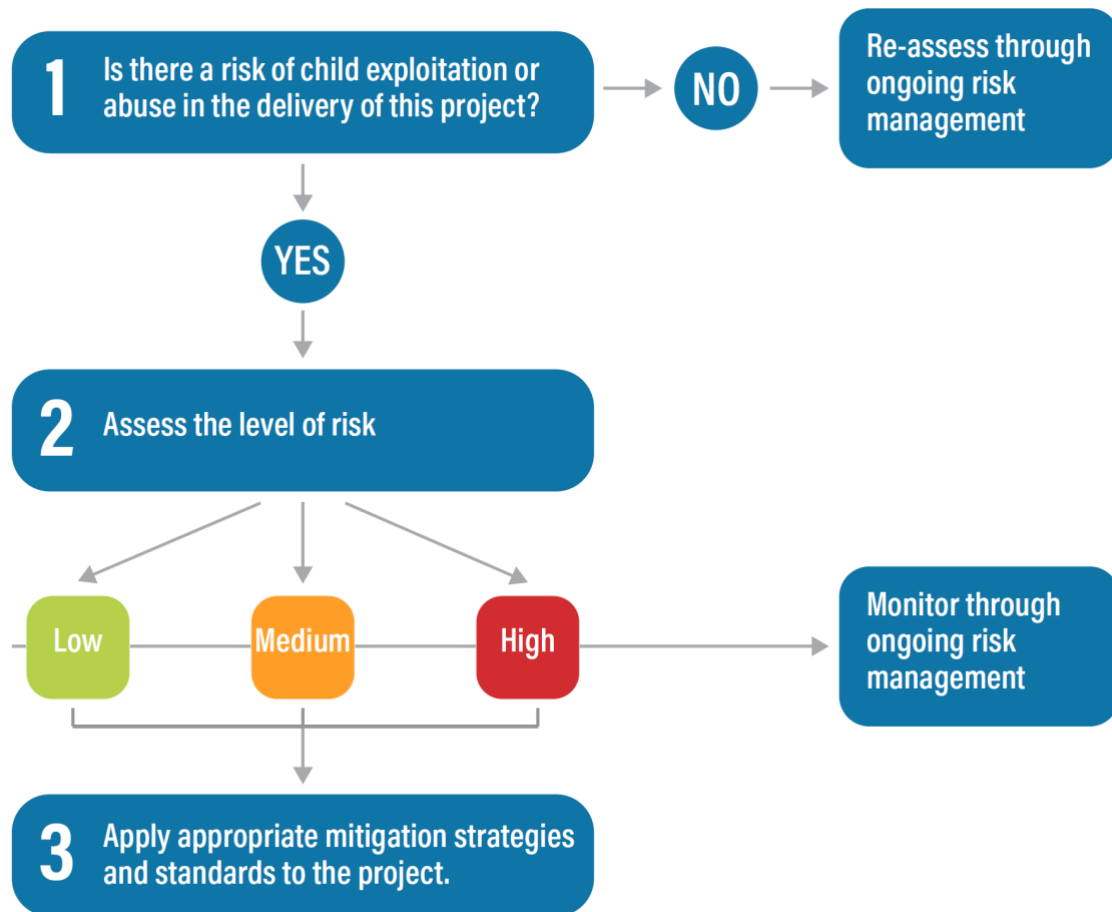 1
Is there a risk of child exploitation or
abuse in the delivery of this project?
NO
Re-assess through
ongoing risk
management
YES
2
Assess the level of risk
Low
Medium
High
Monitor through
ongoing risk
management
3
Apply appropriate mitigation strategies
and standards to the project.